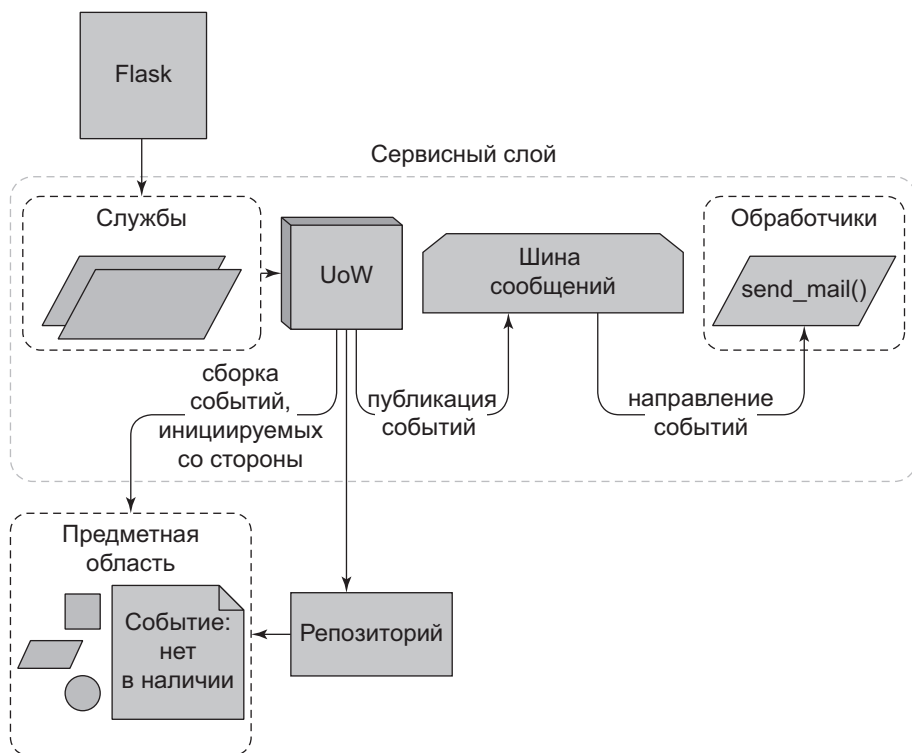 Flask
Сервисный слой
Службы
UoW
Шина
сообщений
Обработчики
send_mail()
сборка
событий,
инициируемых
со стороны
публикация
событий
направление
событий
Предметная
область
Событие:
нет
в наличии
Репозиторий